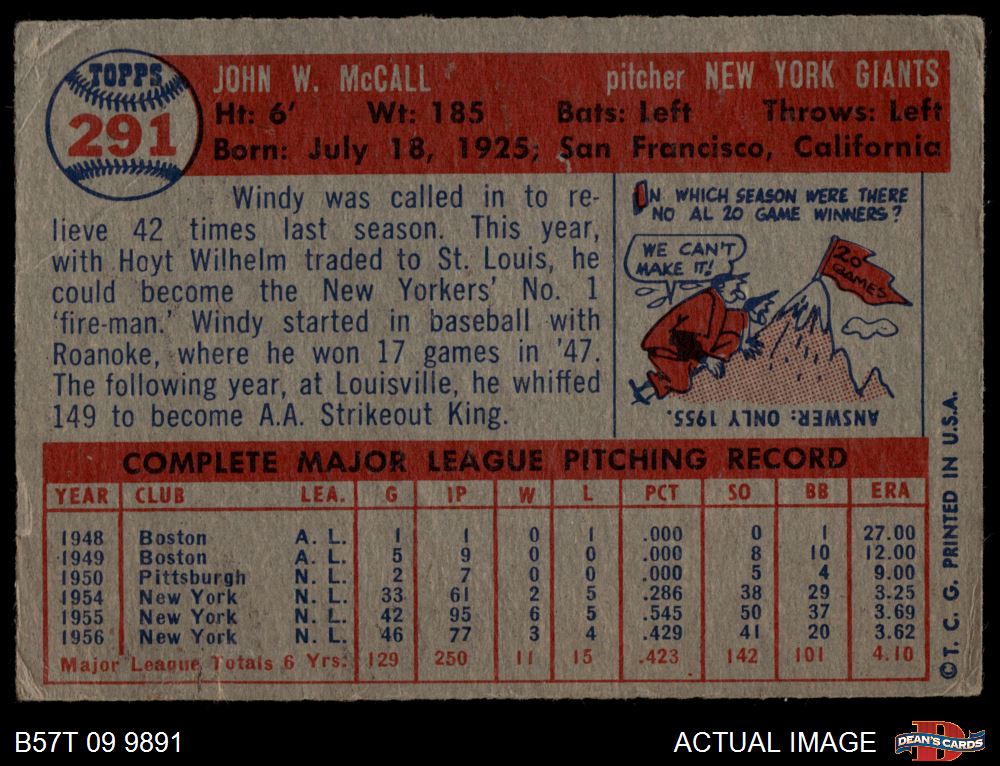 TOPPS
291
JOHN W. McCALL pitcher NEW YORK GIANTS
Ht: 6' Wt: 185 Bats: Left Throws: Left
Born: July 18, 1925; San Francisco, California
Windy was called in to re-
lieve 42 times last season. This year,
with Hoyt Wilhelm traded to St. Louis, he
could become the New Yorkers' No. 1
'fire-man.' Windy started in baseball with
Roanoke, where he won 17 games in '47.
The following year, at Louisville, he whiffed
149 to become A.A. Strikeout King.
IN WHICH SEASON WERE THERE
NO AL 20 GAME WINNERS?
WE CAN'T
MAKE IT!
20
GAMES
ANSWER: ONLY 1955.
COMPLETE MAJOR LEAGUE PITCHING RECORD
YEAR CLUB LEA. G IP W L PCT SO BB ERA
1948 Boston A. L. 1 1 0 1 .000 0 1 27.00
1949 Boston A. L. 5 9 0 0 .000 8 10 12.00
1950 Pittsburgh N. L. 2 7 0 0 .000 5 4 9.00
1954 New York N. L. 33 61 2 5 .286 38 29 3.25
1955 New York N. L. 42 95 6 5 .545 50 37 3.69
1956 New York N. L. 46 77 3 4 .429 41 20 3.62
Major League Totals 6 Yrs. 129 250 11 15 .423 142 101 4.10
©T. C. G. PRINTED IN U.S.A.
B57T 09 9891 ACTUAL IMAGE DEAN'S CARDS